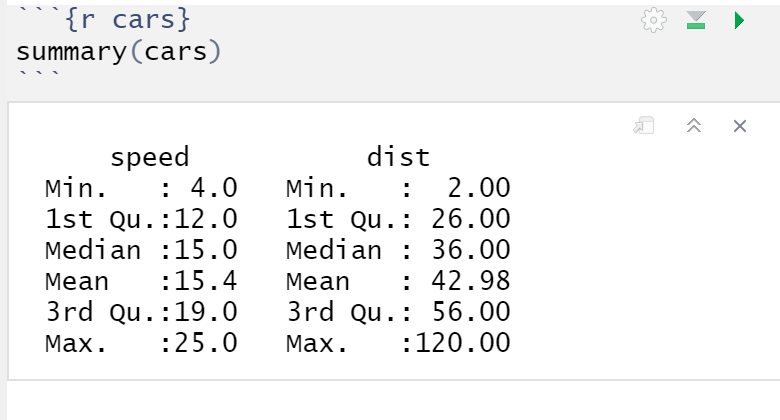 ```{r cars}
summary(cars)
```
     speed           dist
 Min.   : 4.0   Min.   :  2.00
 1st Qu.:12.0   1st Qu.: 26.00
 Median :15.0   Median : 36.00
 Mean   :15.4   Mean   : 42.98
 3rd Qu.:19.0   3rd Qu.: 56.00
 Max.   :25.0   Max.   :120.00